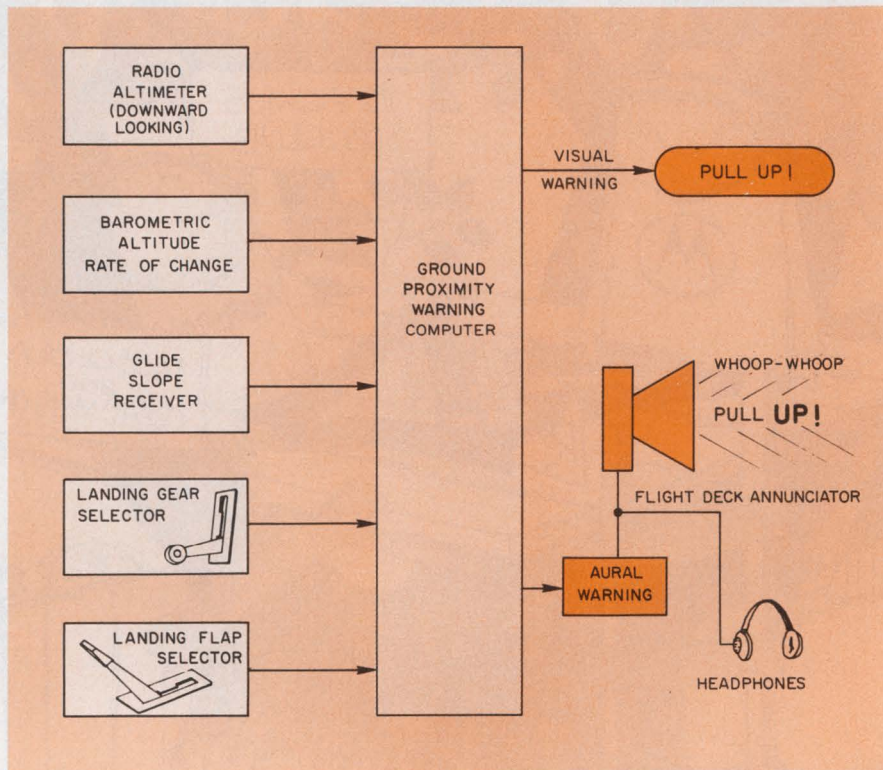 RADIO
ALTIMETER
(DOWNWARD
LOOKING)
BAROMETRIC
ALTITUDE
RATE OF CHANGE
GLIDE
SLOPE
RECEIVER
LANDING GEAR
SELECTOR
LANDING FLAP
SELECTOR
GROUND
PROXIMITY
WARNING
COMPUTER
VISUAL
WARNING
PULL UP!
WHOOP-WHOOP
PULL UP!
FLIGHT DECK ANNUNCIATOR
AURAL
WARNING
HEADPHONES